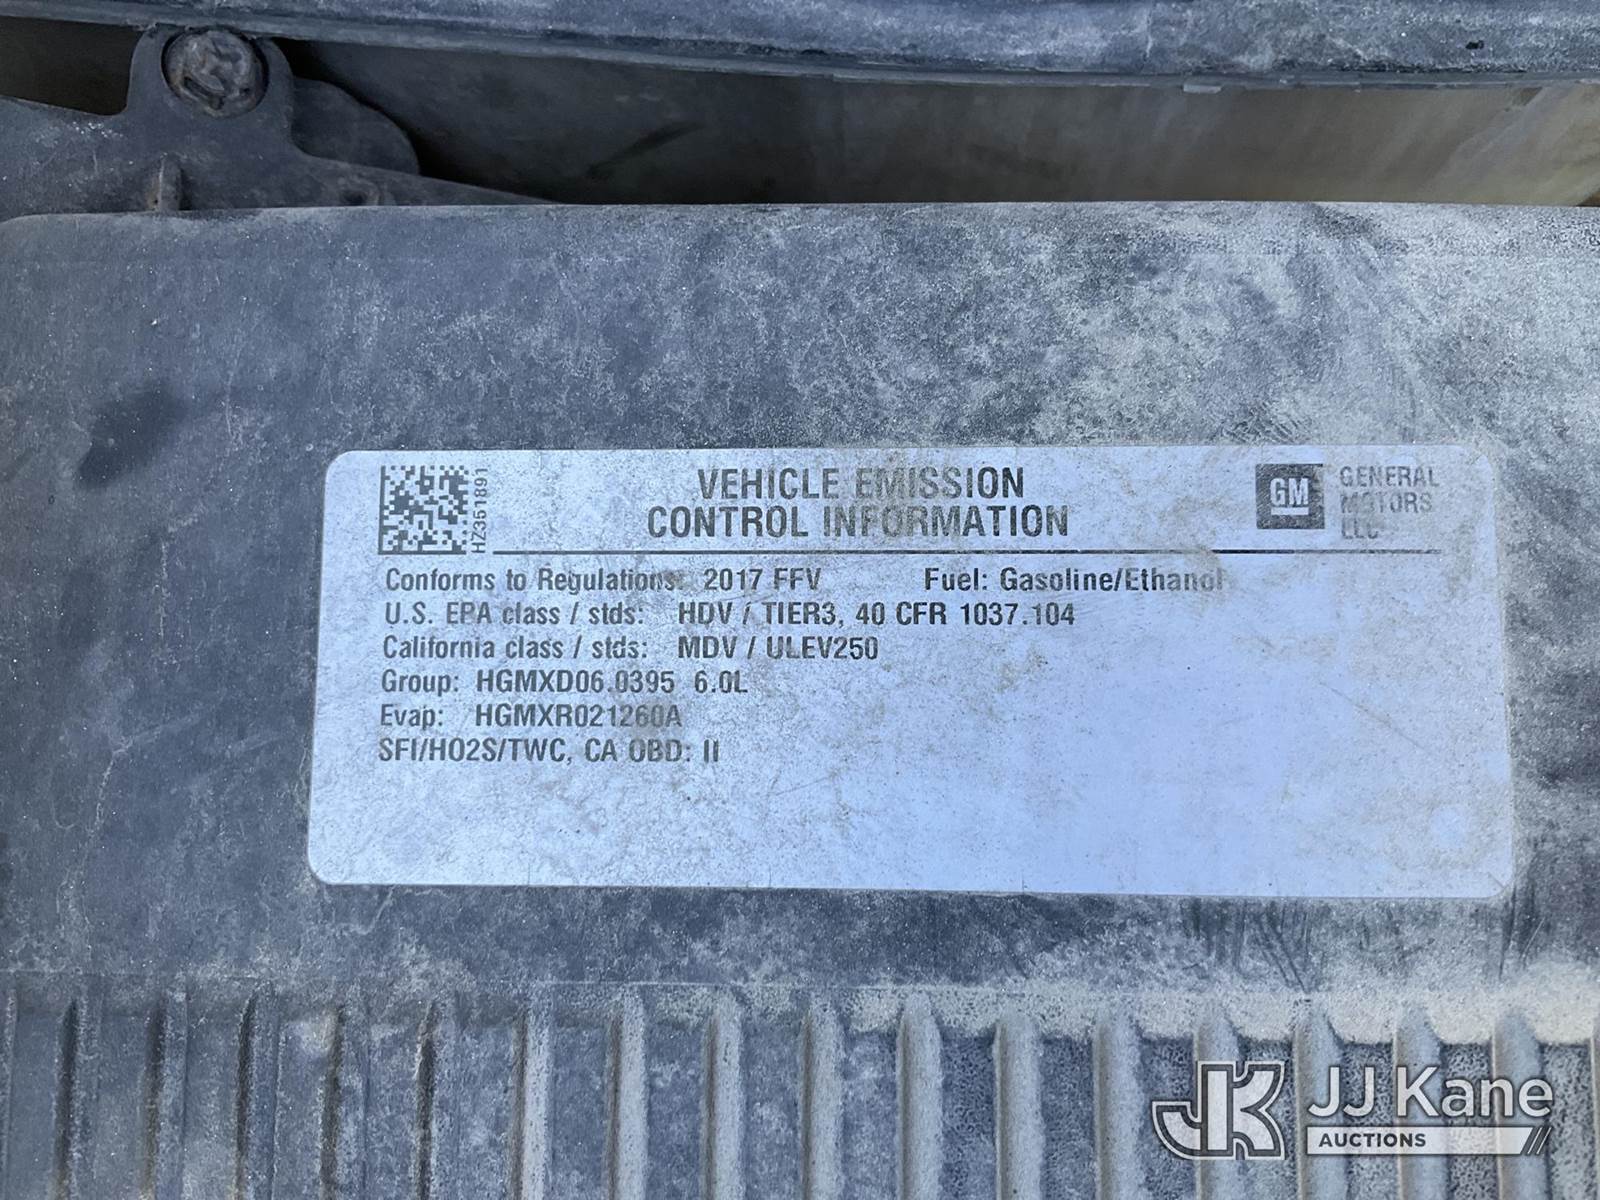 HZ351891
VEHICLE EMISSION
CONTROL INFORMATION
GM
GENERAL
MOTORS
LLC
Conforms to Regulations: 2017 FFV Fuel: Gasoline/Ethanol
U.S. EPA class / stds: HDV / TIER3, 40 CFR 1037.104
California class / stds: MDV / ULEV250
Group: HGMXD06.0395 6.0L
Evap: HGMXR021260A
SFI/HO2S/TWC, CA OBD: II
JK JJ Kane
AUCTIONS